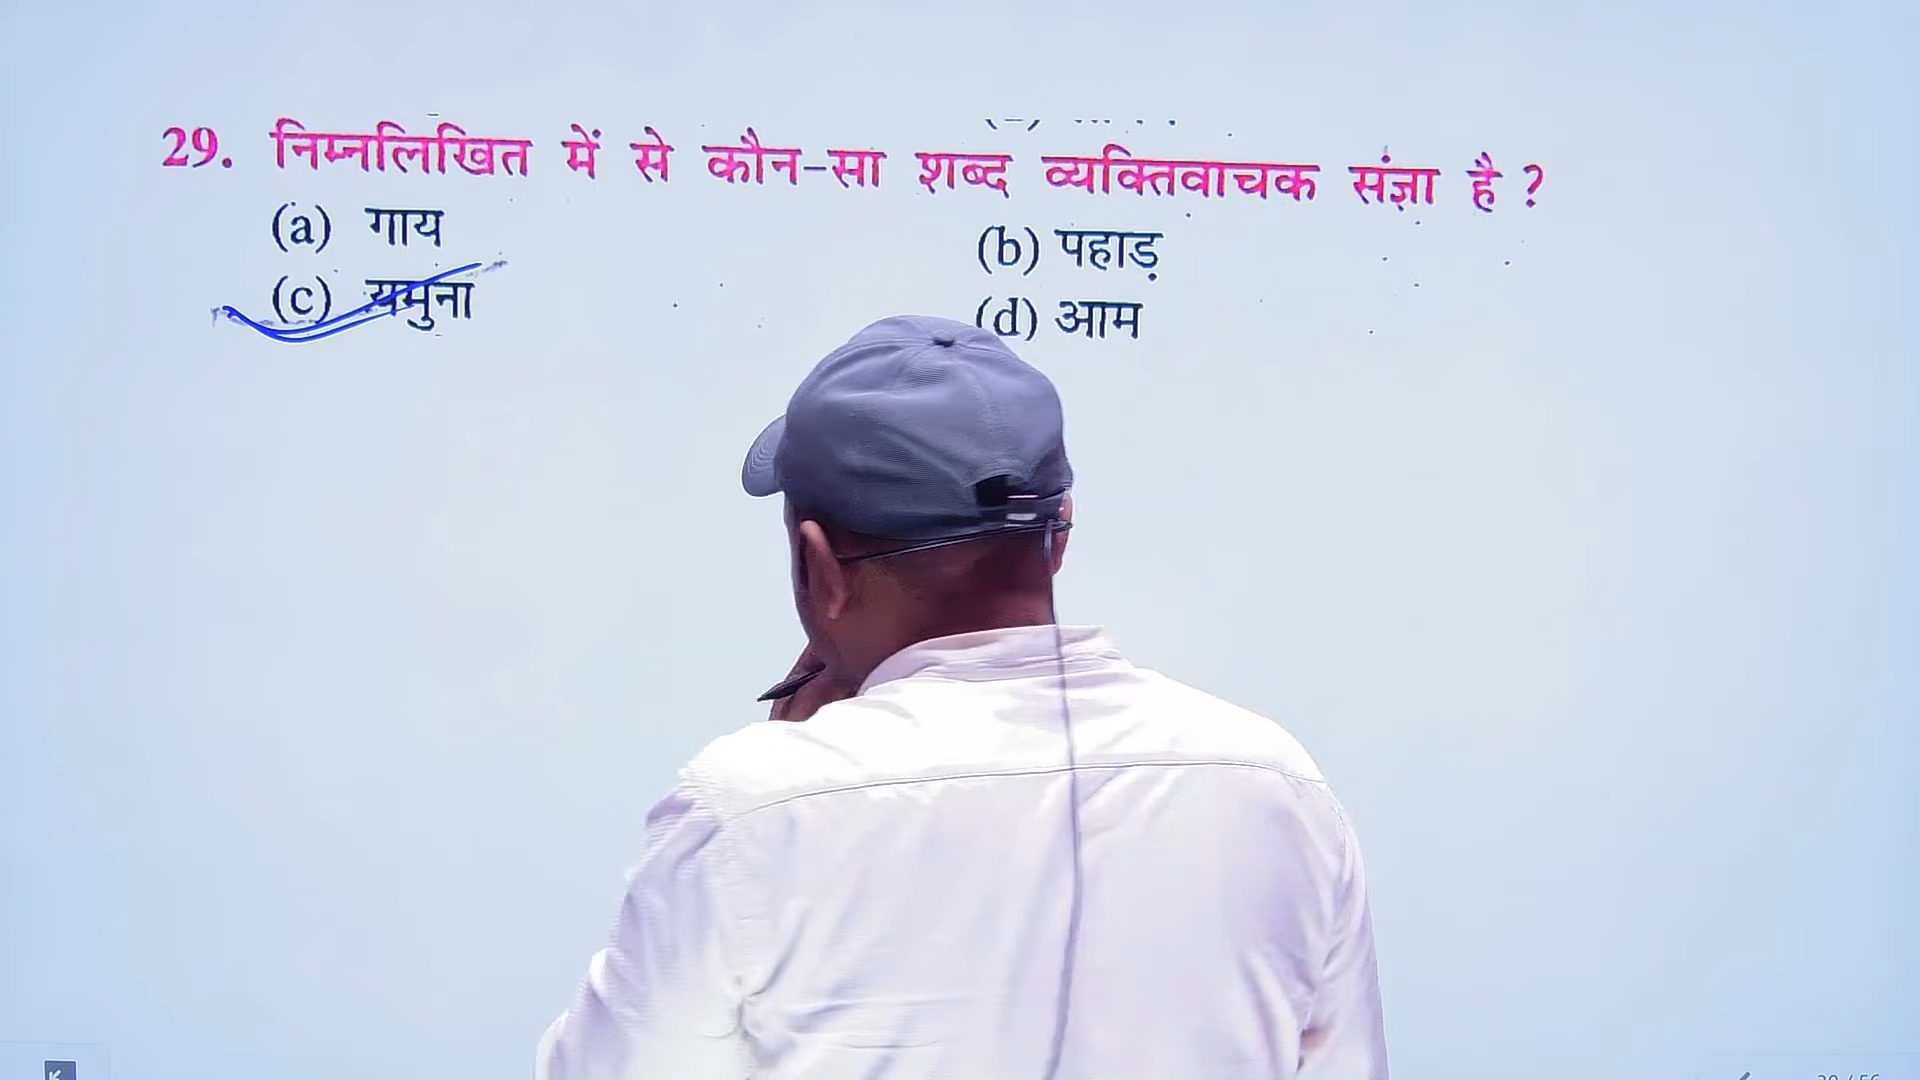 29. निम्नलिखित में से कौन-सा शब्द व्यक्तिवाचक संज्ञा है ?
(a) गाय (b) पहाड़
(c) यमुना (d) आम